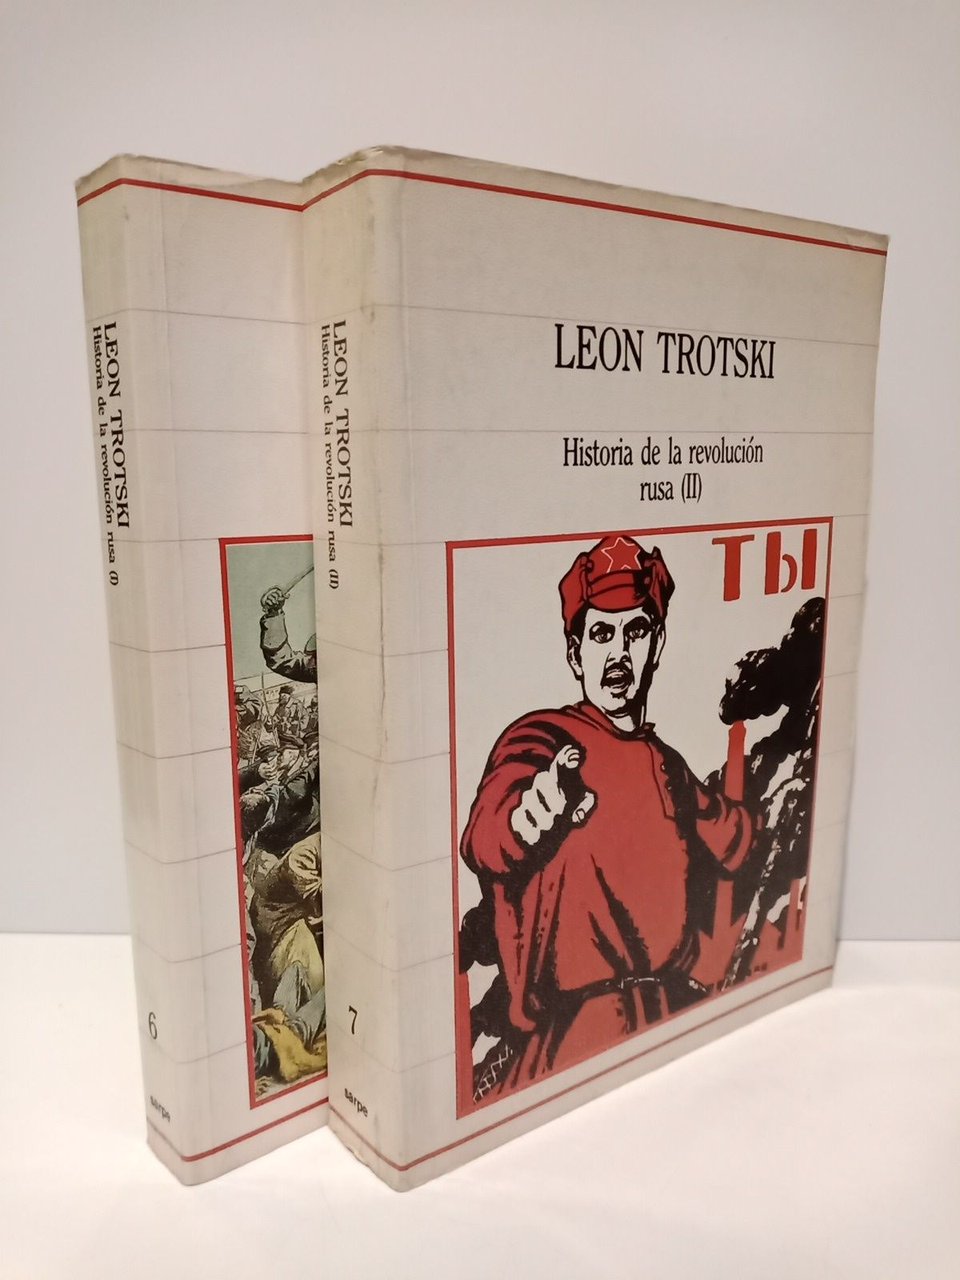 LEON TROTSKI
Historia de la revolución rusa (I)
6
sarpe
LEON TROTSKI
Historia de la revolución rusa (II)
7
sarpe
LEON TROTSKI
Historia de la revolución
rusa (II)
ТЫ